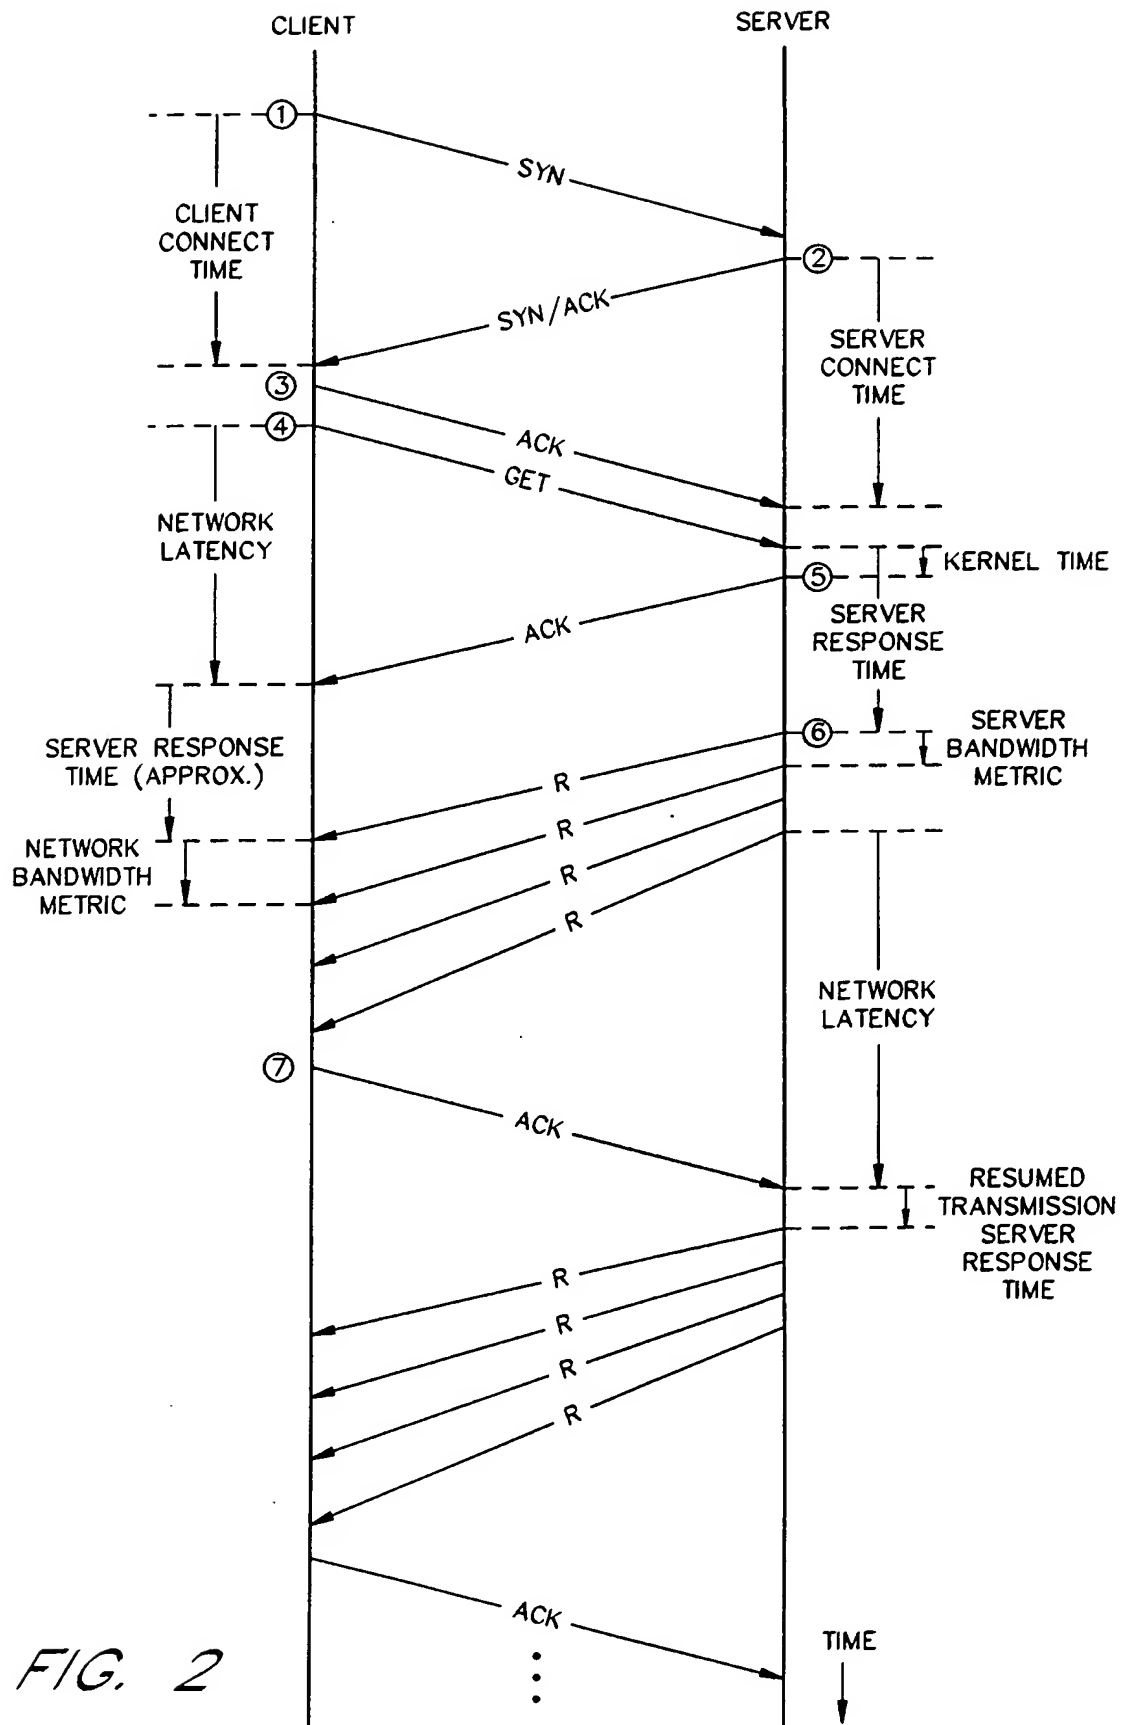 CLIENT
SERVER
①
SYN
CLIENT
CONNECT
TIME
②
SYN/ACK
SERVER
CONNECT
TIME
③
④
ACK
GET
NETWORK
LATENCY
KERNEL TIME
⑤
ACK
SERVER
RESPONSE
TIME
⑥
SERVER
BANDWIDTH
METRIC
SERVER RESPONSE
TIME (APPROX.)
R
R
R
R
NETWORK
BANDWIDTH
METRIC
NETWORK
LATENCY
⑦
ACK
RESUMED
TRANSMISSION
SERVER
RESPONSE
TIME
R
R
R
R
ACK
TIME
FIG. 2